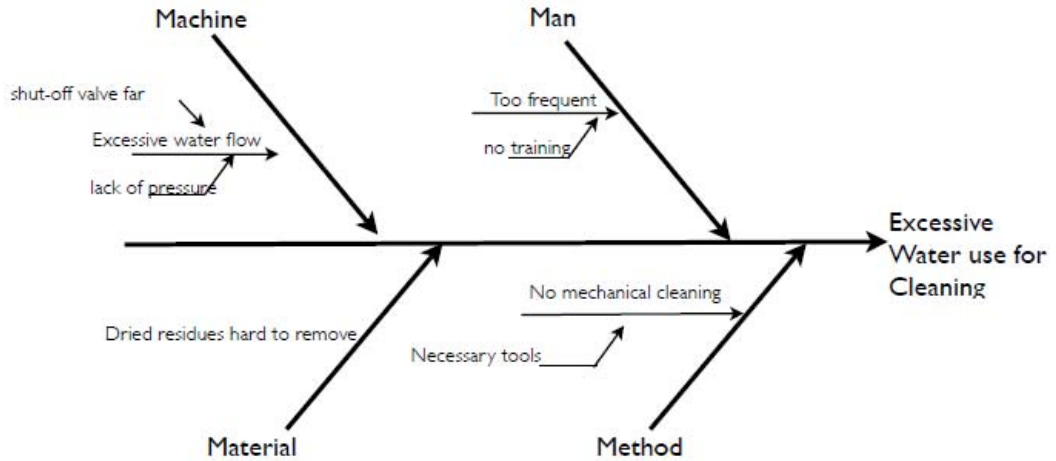 Machine
Man
shut-off valve far
Too frequent
Excessive water flow
no training
lack of pressure
Excessive
Water use for
Cleaning
No mechanical cleaning
Dried residues hard to remove
Necessary tools
Material
Method